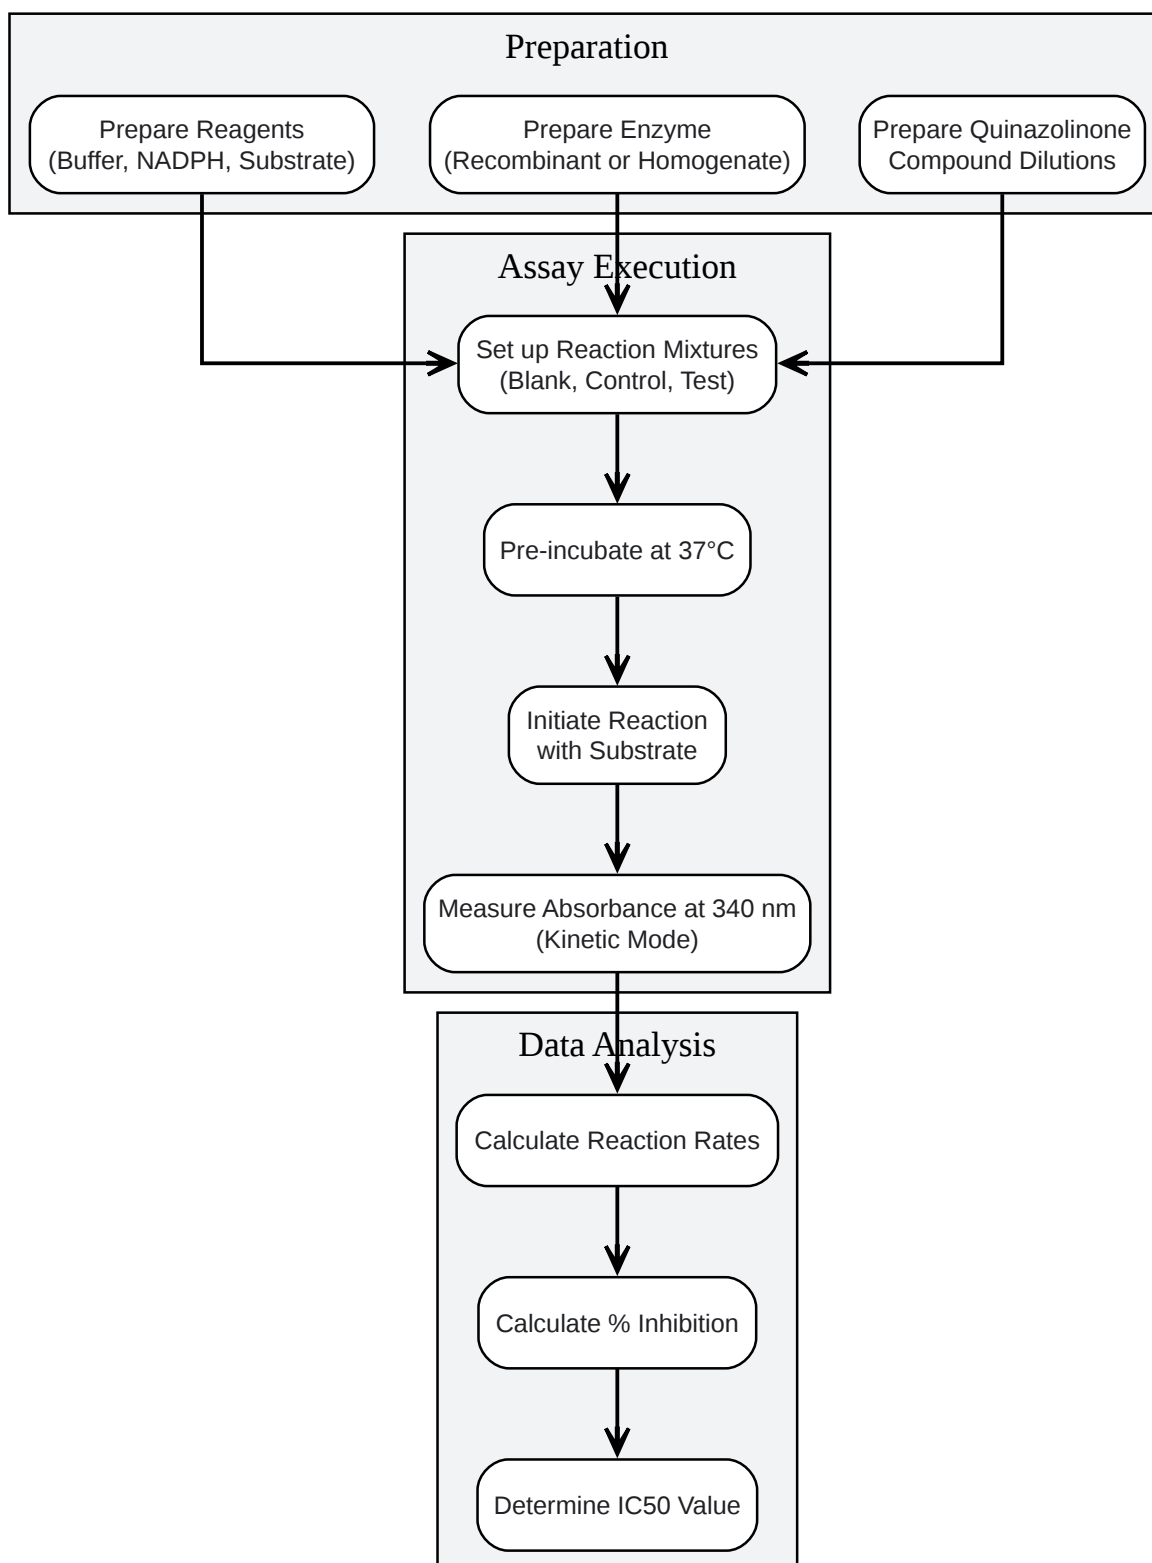 Preparation
Prepare Reagents
(Buffer, NADPH, Substrate)
Prepare Enzyme
(Recombinant or Homogenate)
Prepare Quinazolinone
Compound Dilutions
Assay Execution
Set up Reaction Mixtures
(Blank, Control, Test)
Pre-incubate at 37°C
Initiate Reaction
with Substrate
Measure Absorbance at 340 nm
(Kinetic Mode)
Data Analysis
Calculate Reaction Rates
Calculate % Inhibition
Determine IC50 Value